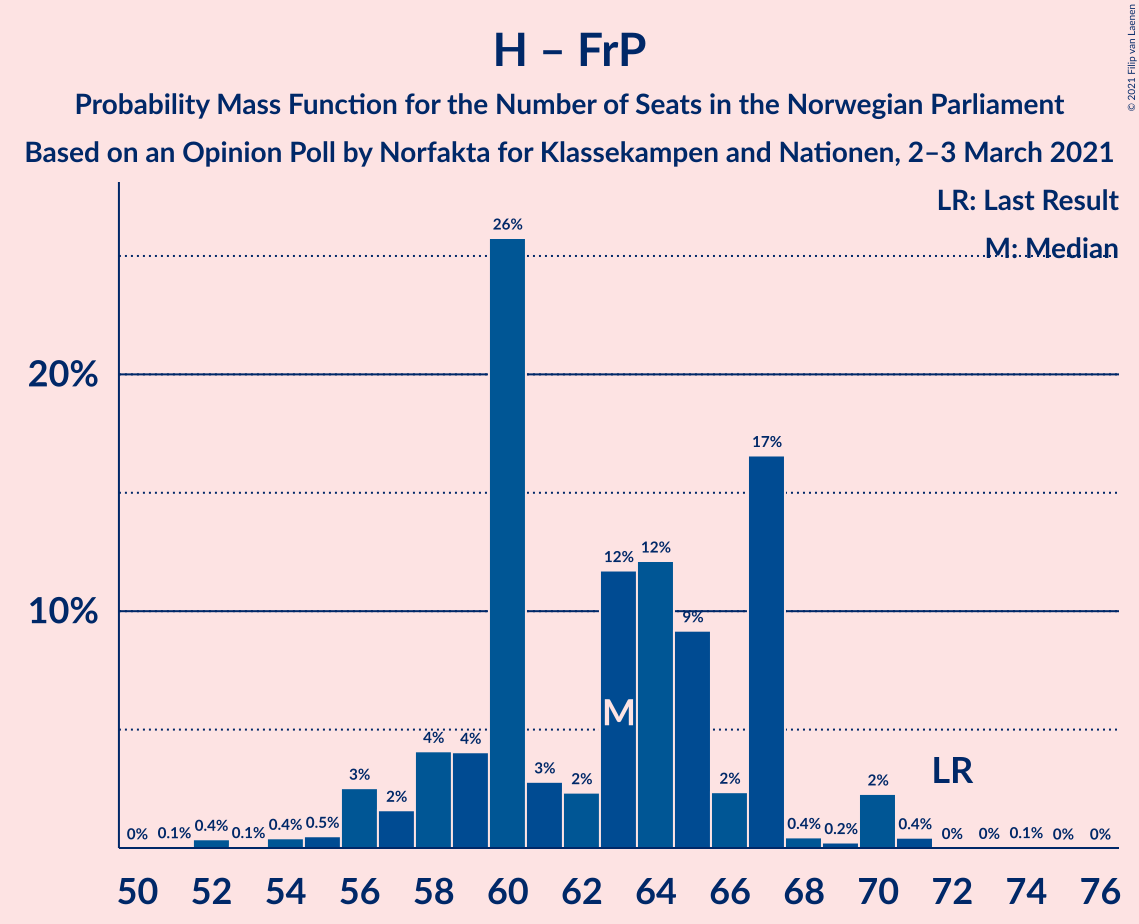 © 2021 Filip van Laenen
H – FrP
Probability Mass Function for the Number of Seats in the Norwegian Parliament
Based on an Opinion Poll by Norfakta for Klassekampen and Nationen, 2–3 March 2021
LR: Last Result
M: Median
20%
10%
0% 0.1% 0.4% 0.1% 0.4% 0.5% 3% 2% 4% 4% 26% 3% 2% 12% 12% 9% 2% 17% 0.4% 0.2% 2% 0.4% 0% 0% 0.1% 0% 0%
M
LR
50 52 54 56 58 60 62 64 66 68 70 72 74 76